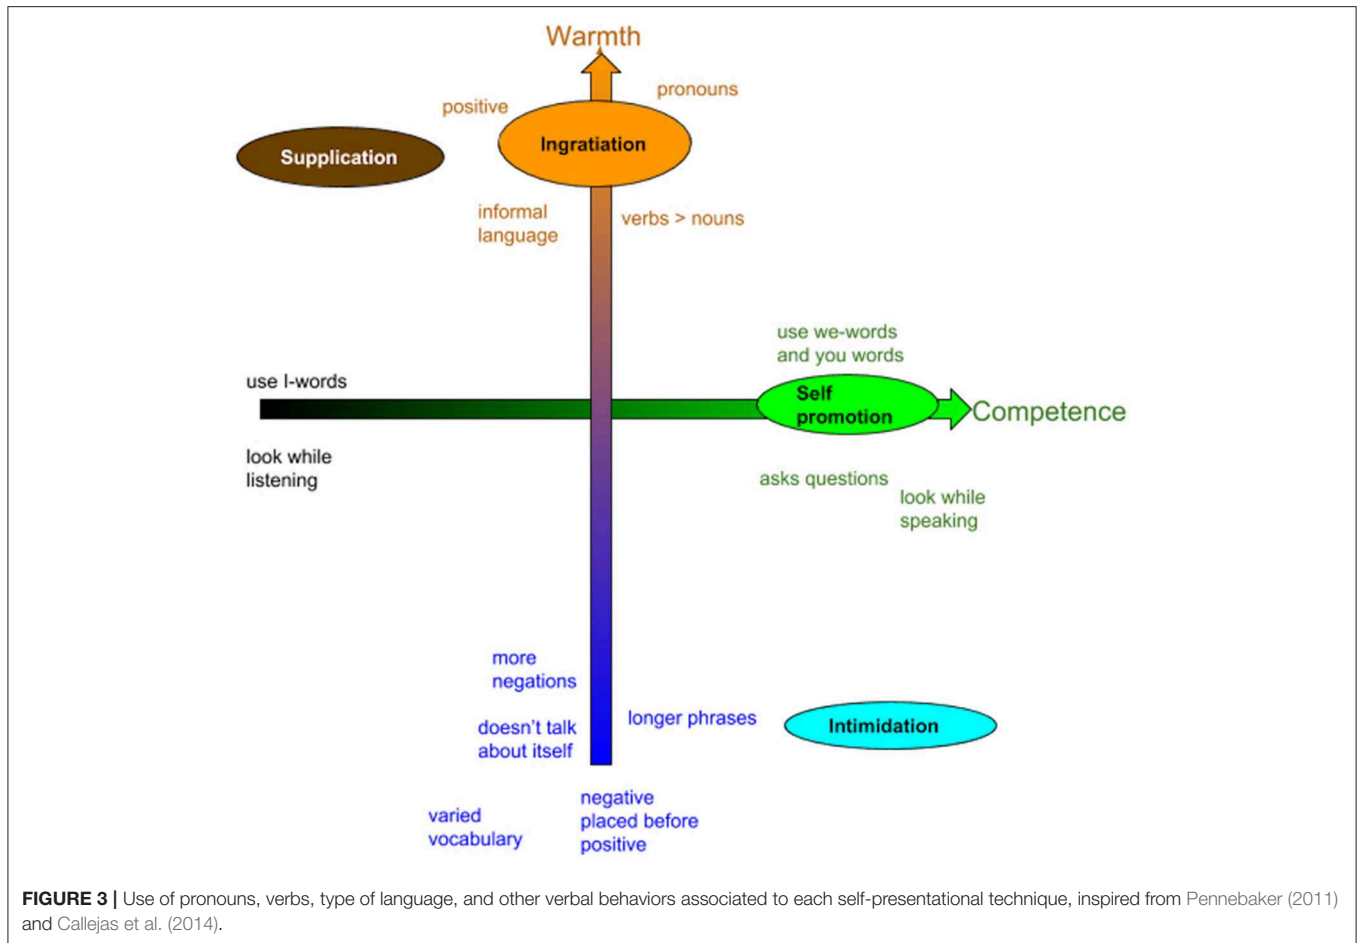 Warmth
pronouns
positive
Ingratiation
Supplication
informal
language
verbs > nouns
use we-words
and you words
use I-words
Self
promotion
Competence
look while
listening
asks questions
look while
speaking
more
negations
longer phrases
doesn't talk
about itself
Intimidation
negative
placed before
positive
varied
vocabulary
FIGURE 3 | Use of pronouns, verbs, type of language, and other verbal behaviors associated to each self-presentational technique, inspired from Pennebaker (2011)
and Callejas et al. (2014).